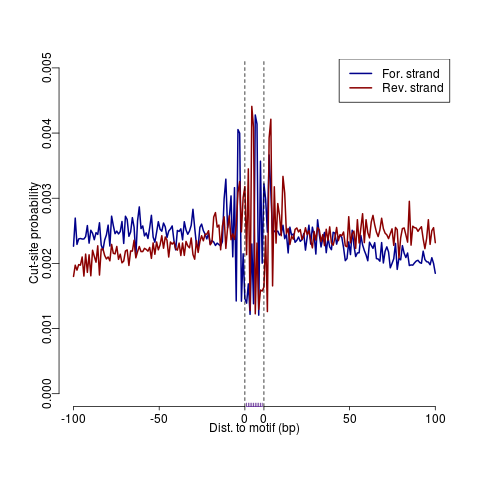 For. strand
Rev. strand
Cut-site probability
0.005
0.004
0.003
0.002
0.001
0.000
-100 -50 0 0 50 100
Dist. to motif (bp)